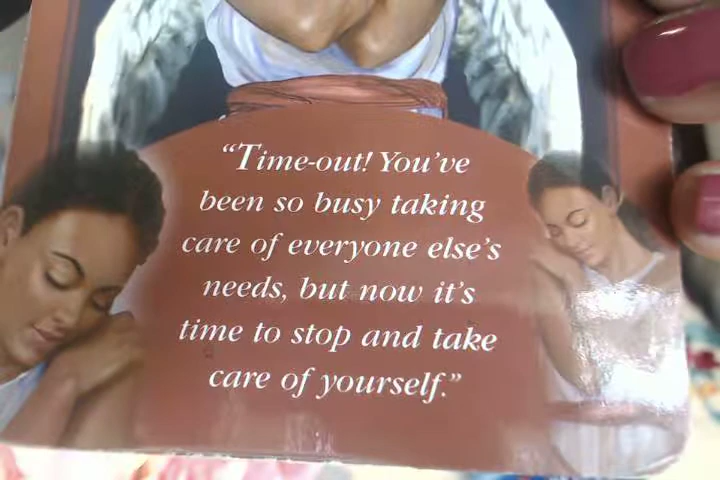 “Time-out! You’ve
been so busy taking
care of everyone else’s
needs, but now it’s
time to stop and take
care of yourself.”